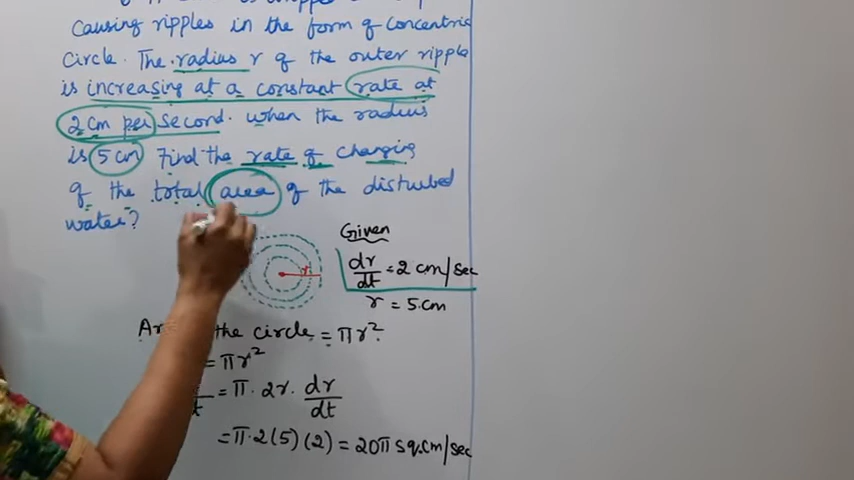 is dropped
causing ripples in the form of concentric
circle. The radius r of the outer ripple
is increasing at a constant rate at
2 cm per second. when the radius
is 5 cm Find the rate of changing
of the total area of the disturbed
water?
Given
r
dr/dt = 2 cm/sec
r = 5 cm
the circle = πr².
= πr²
= π · 2r · dr/dt
= π · 2(5)(2) = 20π sq.cm/sec